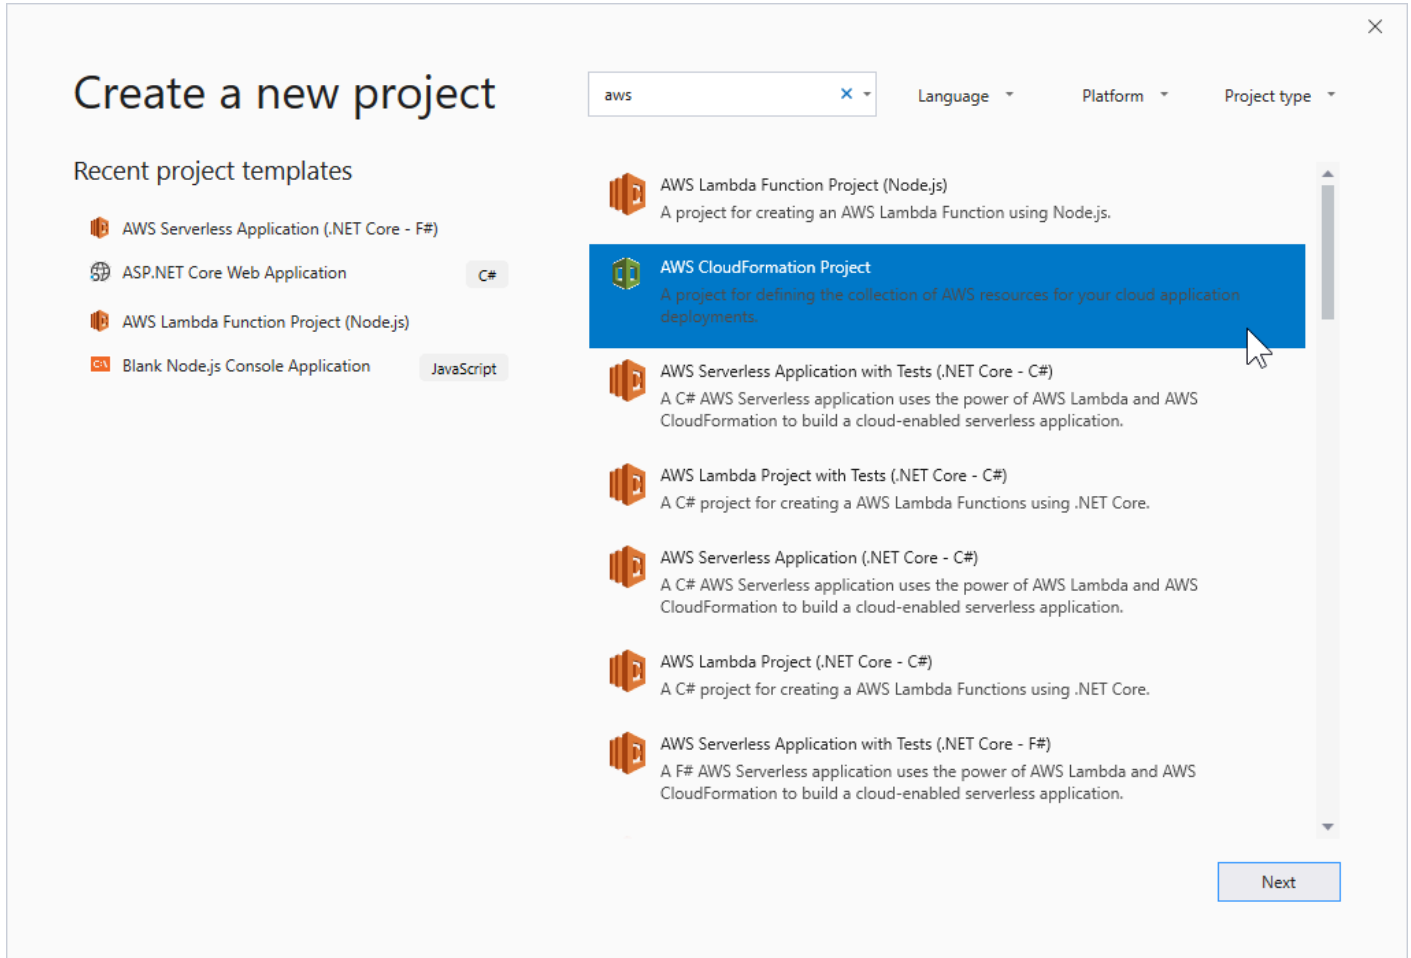 Create a new project
aws
Language
Platform
Project type
Recent project templates
AWS Serverless Application (.NET Core - F#)
ASP.NET Core Web Application
C#
AWS Lambda Function Project (Node.js)
Blank Node.js Console Application
JavaScript
AWS Lambda Function Project (Node.js)
A project for creating an AWS Lambda Function using Node.js.
AWS CloudFormation Project
A project for defining the collection of AWS resources for your cloud application
deployments.
AWS Serverless Application with Tests (.NET Core - C#)
A C# AWS Serverless application uses the power of AWS Lambda and AWS
CloudFormation to build a cloud-enabled serverless application.
AWS Lambda Project with Tests (.NET Core - C#)
A C# project for creating a AWS Lambda Functions using .NET Core.
AWS Serverless Application (.NET Core - C#)
A C# AWS Serverless application uses the power of AWS Lambda and AWS
CloudFormation to build a cloud-enabled serverless application.
AWS Lambda Project (.NET Core - C#)
A C# project for creating a AWS Lambda Functions using .NET Core.
AWS Serverless Application with Tests (.NET Core - F#)
A F# AWS Serverless application uses the power of AWS Lambda and AWS
CloudFormation to build a cloud-enabled serverless application.
Next